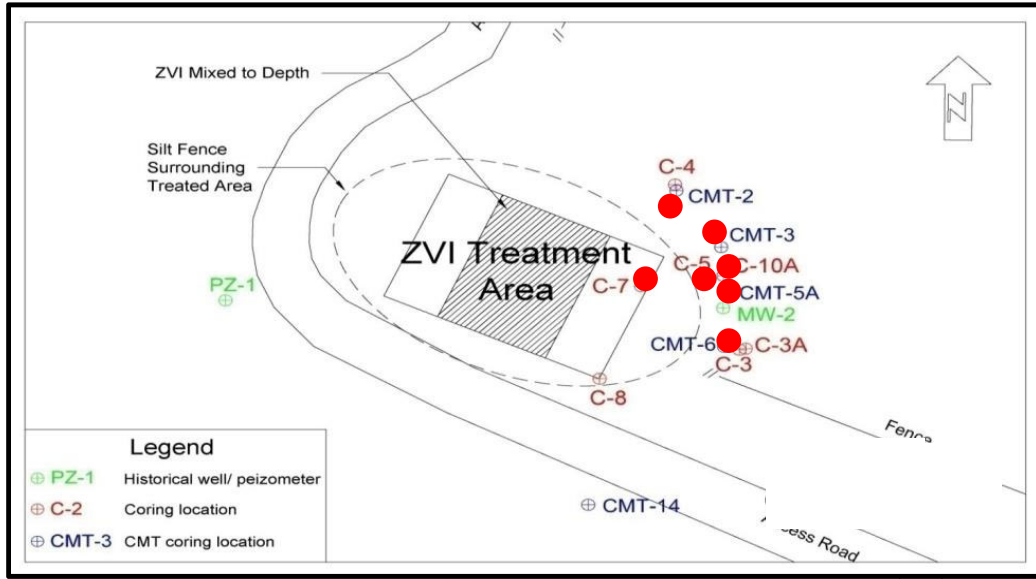 ZVI Mixed to Depth
Silt Fence
Surrounding
Treated Area
N
C-4
CMT-2
CMT-3
C-5
C-10A
CMT-5A
MW-2
ZVI Treatment
Area
C-7
PZ-1
CMT-6
C-3A
C-3
C-8
Fence
CMT-14
Road
Legend
PZ-1 Historical well/ peizometer
C-2 Coring location
CMT-3 CMT coring location